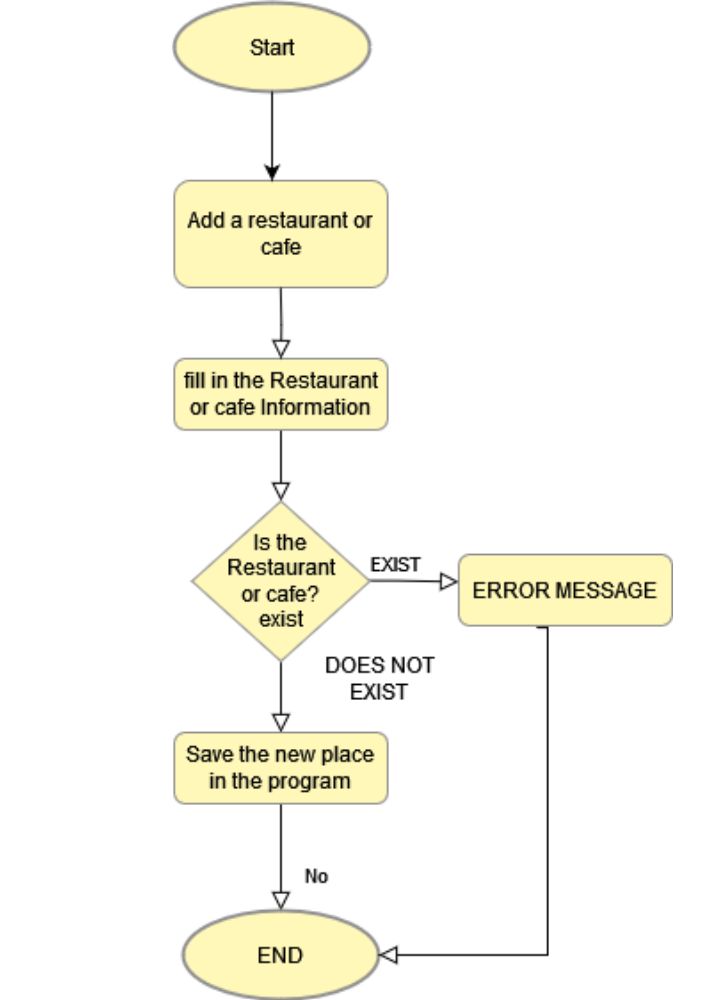 Start
Add a restaurant or
cafe
fill in the Restaurant
or cafe Information
Is the
Restaurant
or cafe?
exist
EXIST
ERROR MESSAGE
DOES NOT
EXIST
Save the new place
in the program
No
END